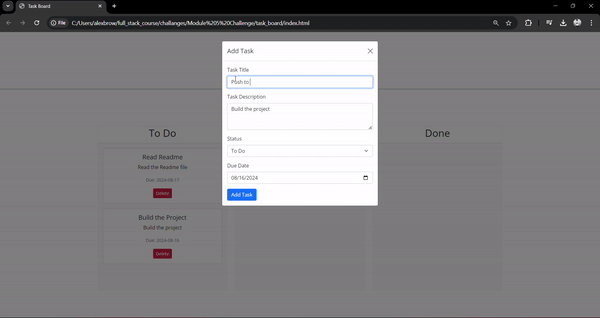 Task Board
File
C:/Users/alexbrow/full_stack_course/challanges/Module%205%20Challenge/task_board/index.html
Add Task
Task Title
Push to
Task Description
Build the project
Status
To Do
Due Date
08/16/2024
Add Task
To Do
Done
Read Readme
Read the Readme file
Due: 2024-08-17
Delete
Build the Project
Build the project
Due: 2024-08-16
Delete